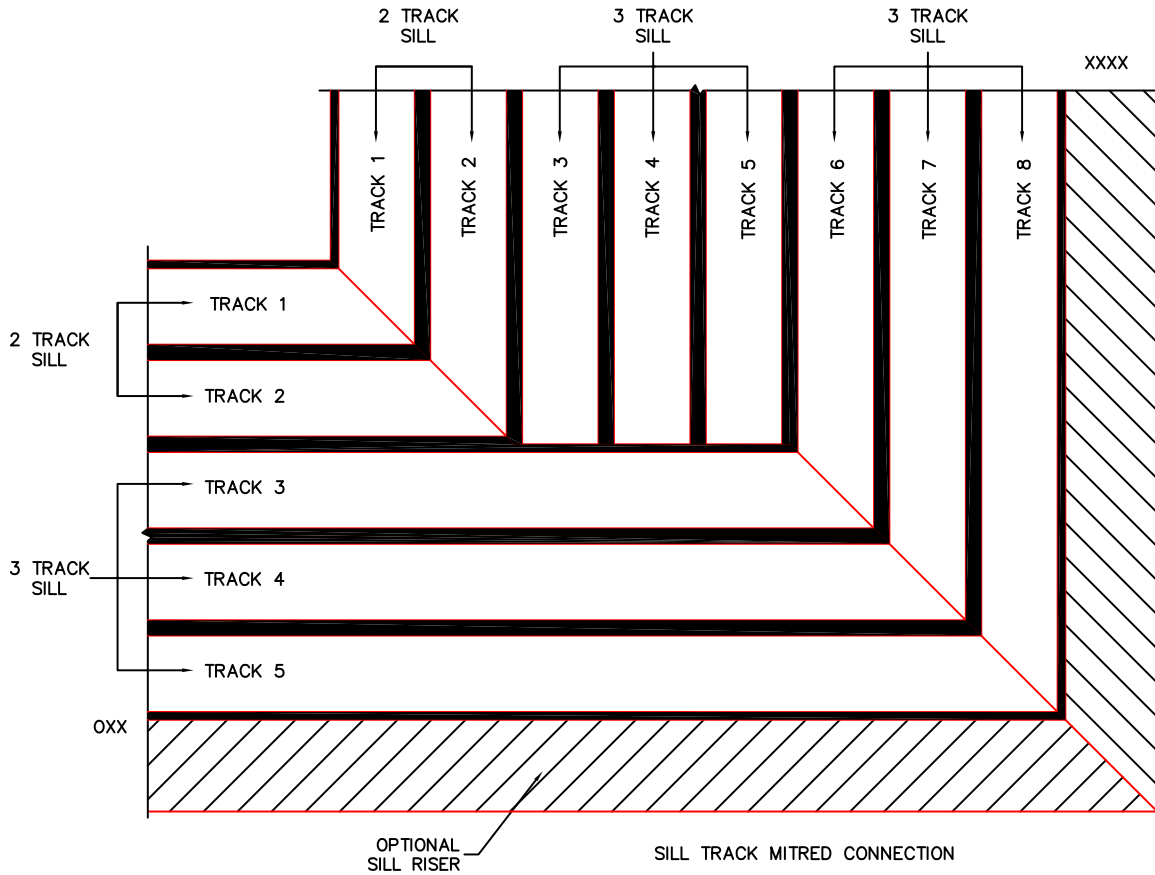 2 TRACK
SILL
3 TRACK
SILL
3 TRACK
SILL
XXXX
TRACK 1
TRACK 2
TRACK 3
TRACK 4
TRACK 5
TRACK 6
TRACK 7
TRACK 8
2 TRACK
SILL
TRACK 1
TRACK 2
3 TRACK
SILL
TRACK 3
TRACK 4
TRACK 5
OXX
OPTIONAL
SILL RISER
SILL TRACK MITRED CONNECTION